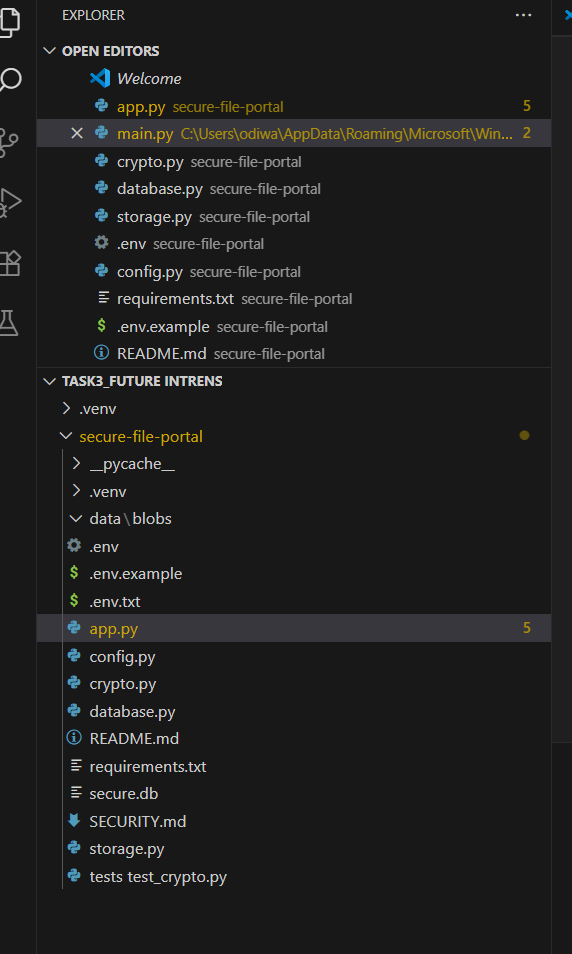 EXPLORER
OPEN EDITORS
Welcome
app.py secure-file-portal 5
main.py C:\Users\odiwa\AppData\Roaming\Microsoft\Win... 2
crypto.py secure-file-portal
database.py secure-file-portal
storage.py secure-file-portal
.env secure-file-portal
config.py secure-file-portal
requirements.txt secure-file-portal
$ .env.example secure-file-portal
README.md secure-file-portal
TASK3_FUTURE INTRENS
.venv
secure-file-portal
__pycache__
.venv
data\blobs
.env
$ .env.example
$ .env.txt
app.py 5
config.py
crypto.py
database.py
README.md
requirements.txt
secure.db
SECURITY.md
storage.py
tests test_crypto.py